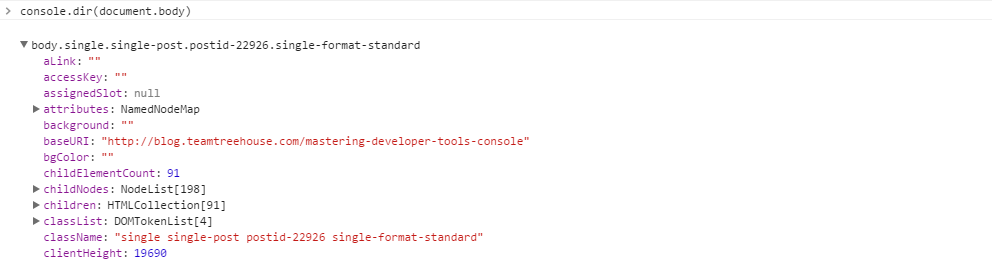 > console.dir(document.body)
▼body.single.single-post.postid-22926.single-format-standard
aLink: ""
accessKey: ""
assignedSlot: null
▶attributes: NamedNodeMap
background: ""
baseURI: "http://blog.teamtreehouse.com/mastering-developer-tools-console"
bgColor: ""
childElementCount: 91
▶childNodes: NodeList[198]
▶children: HTMLCollection[91]
▶classList: DOMTokenList[4]
className: "single single-post postid-22926 single-format-standard"
clientHeight: 19690